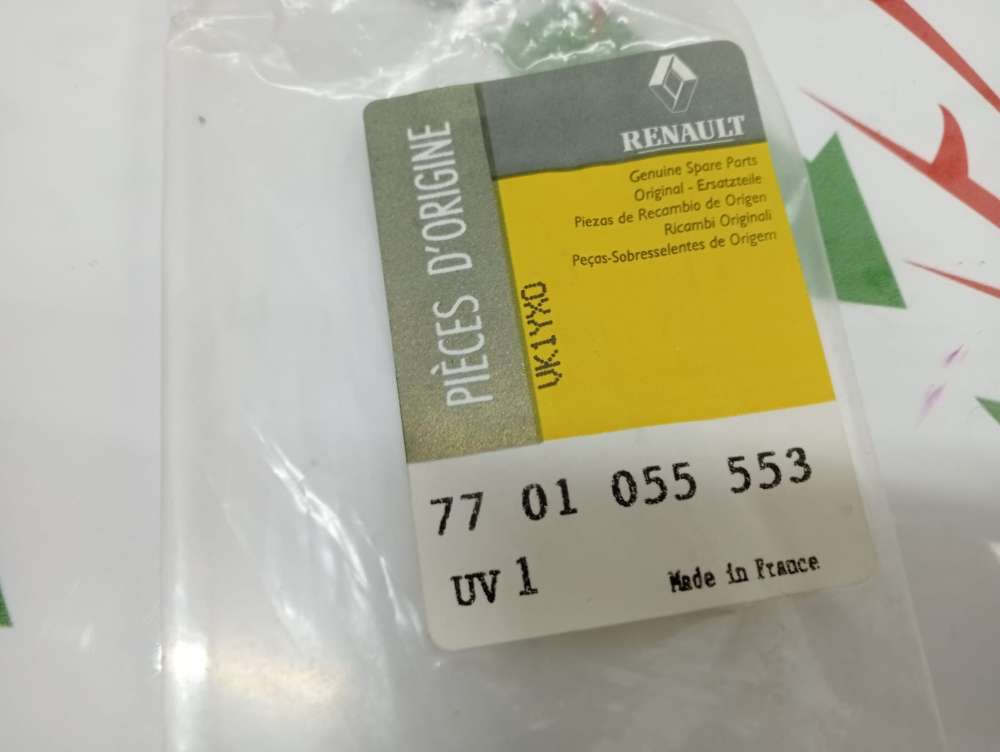 PIÈCES D'ORIGINE
RENAULT
Genuine Spare Parts
Original - Ersatzteile
Piezas de Recambio de Origen
Ricambi Originali
Peças-Sobresselentes de Origem
VK1YXO
77 01 055 553
UV 1
Made in France